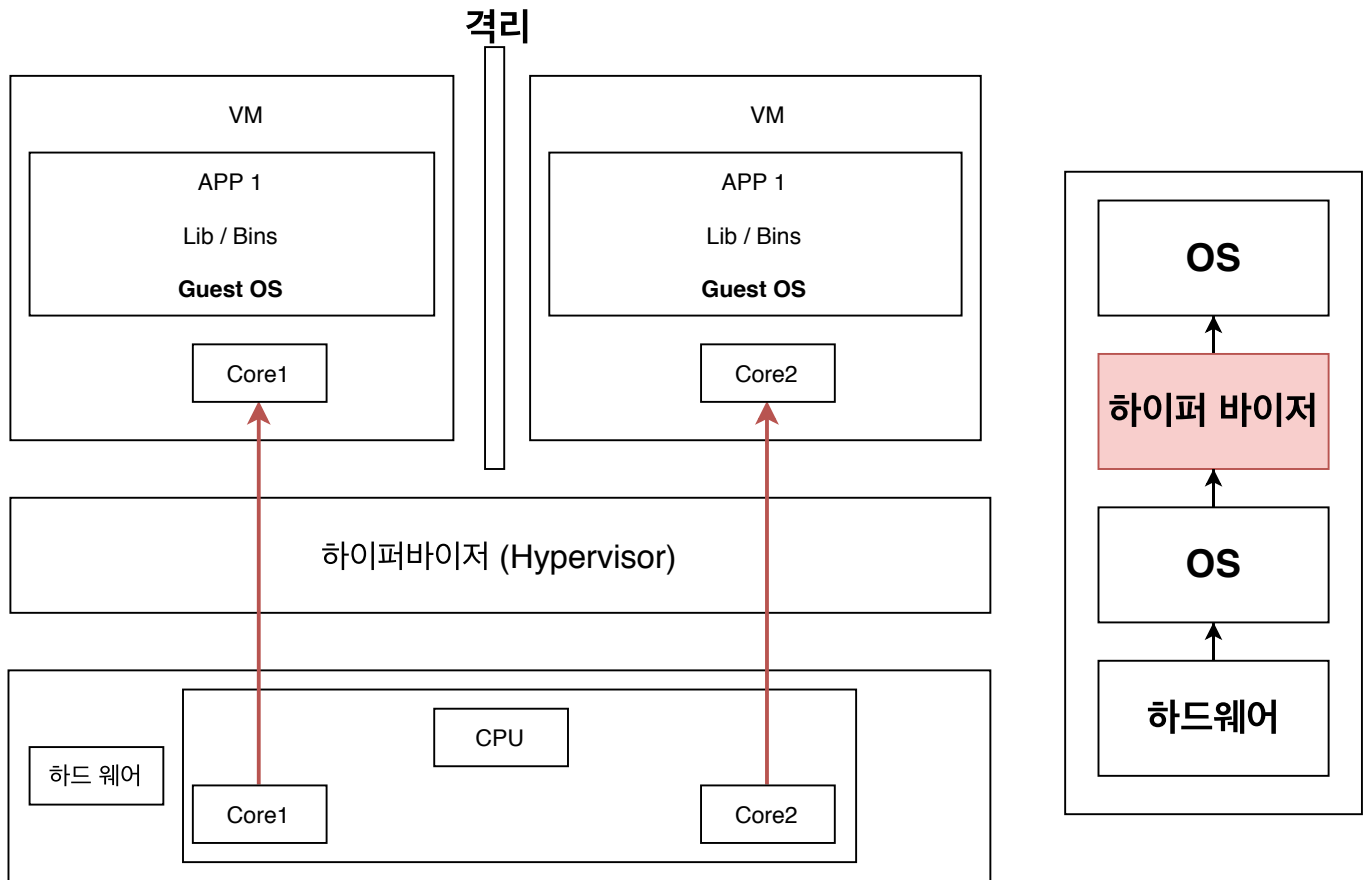 격리
VM
APP 1
Lib / Bins
Guest OS
Core1
VM
APP 1
Lib / Bins
Guest OS
Core2
하이퍼바이저 (Hypervisor)
하드 웨어
CPU
Core1
Core2
OS
하이퍼 바이저
OS
하드웨어